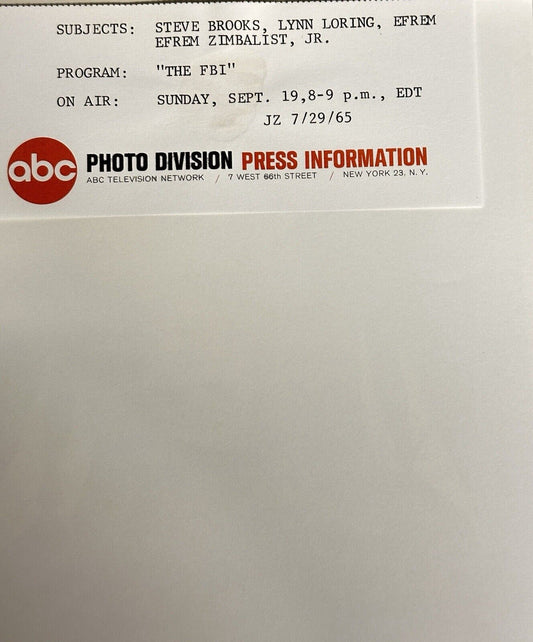 SUBJECTS: STEVE BROOKS, LYNN LORING, EFREM
EFREM ZIMBALIST, JR.
PROGRAM: "THE FBI"
ON AIR: SUNDAY, SEPT. 19,8-9 p.m., EDT
JZ 7/29/65
abc PHOTO DIVISION PRESS INFORMATION
ABC TELEVISION NETWORK / 7 WEST 66th STREET / NEW YORK 23, N. Y.